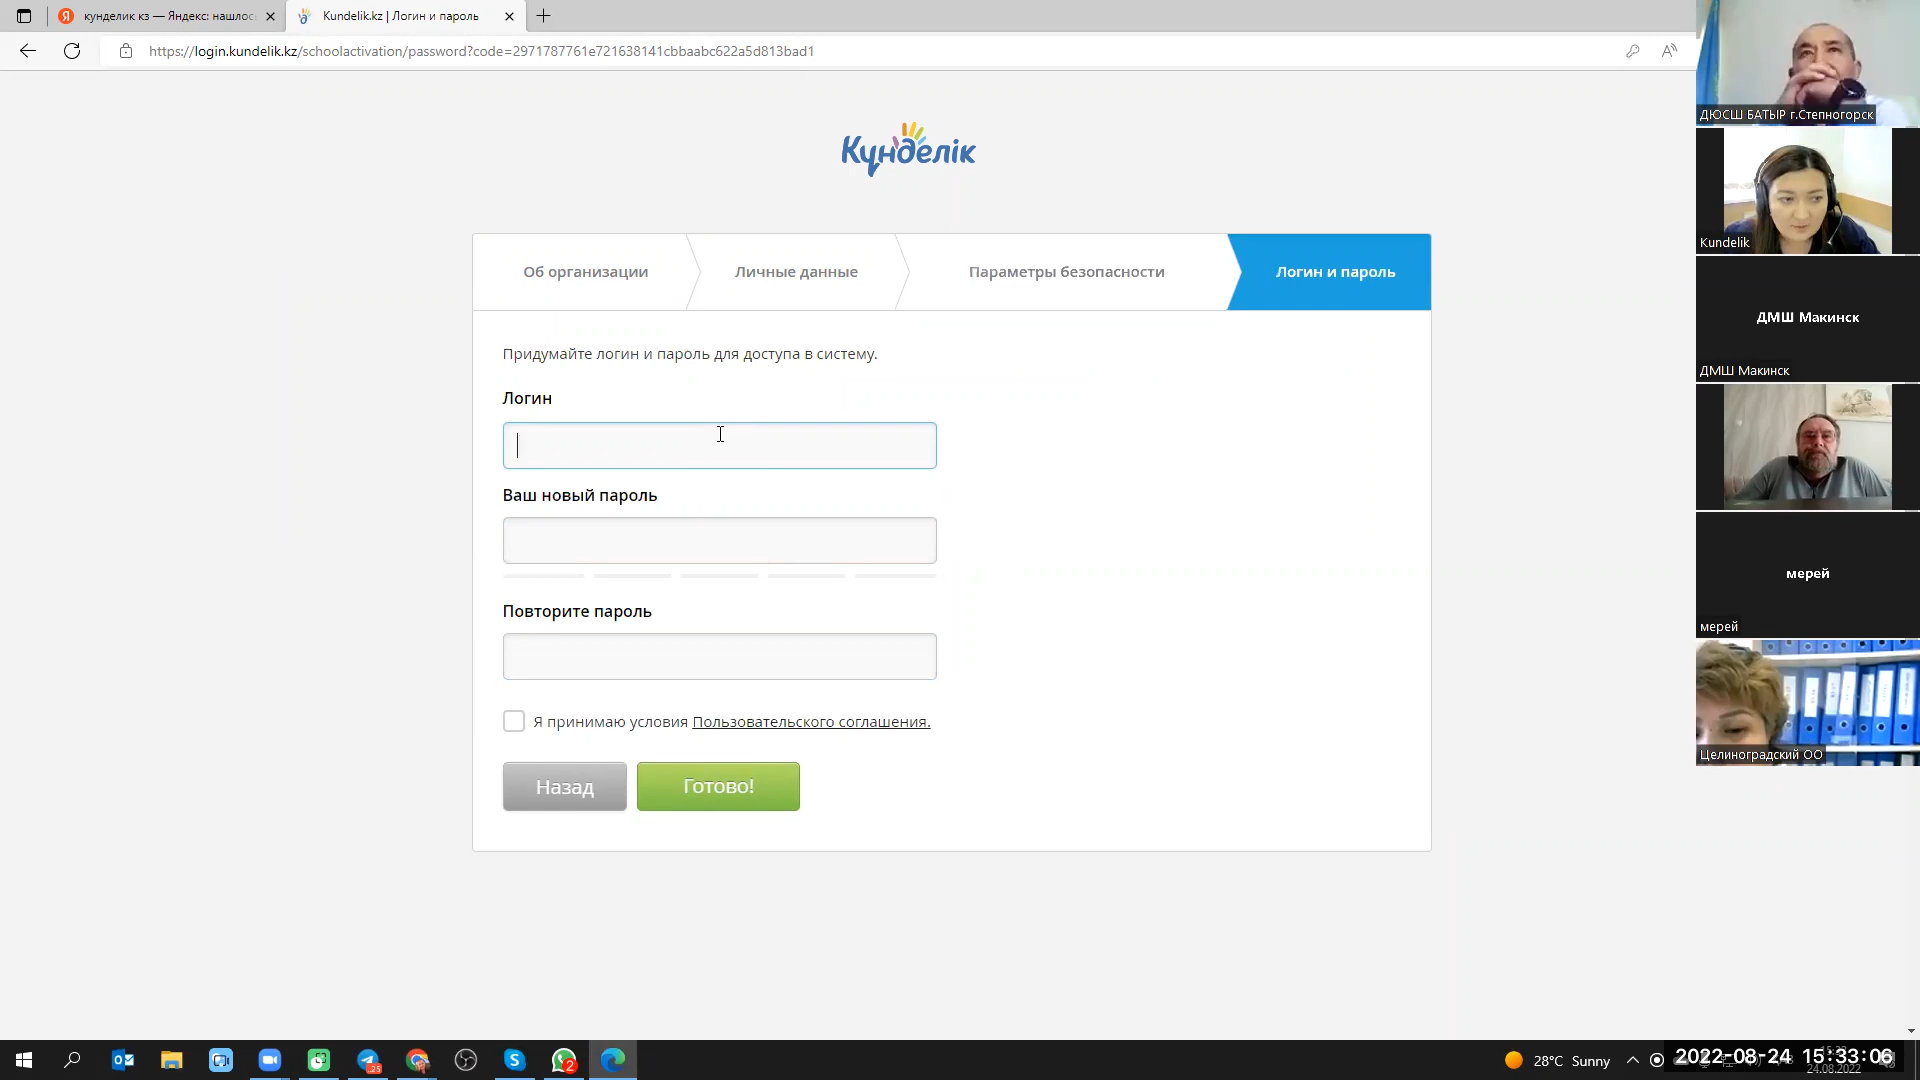 кунделик кз — Яндекс: нашлос
Kundelik.kz | Логин и пароль
https://login.kundelik.kz/schoolactivation/password?code=2971787761e721638141cbbaabc622a5d813bad1
Күнделік
Об организации
Личные данные
Параметры безопасности
Логин и пароль
Придумайте логин и пароль для доступа в систему.
Логин
Ваш новый пароль
Повторите пароль
Я принимаю условия Пользовательского соглашения.
Назад
Готово!
ДЮСШ БАТЫР г.Степногорск
Kundelik
ДМШ Макинск
ДМШ Макинск
мерей
мерей
Целиноградский ОО
28°C Sunny
2022-08-24 15:33:06
24.08.2022